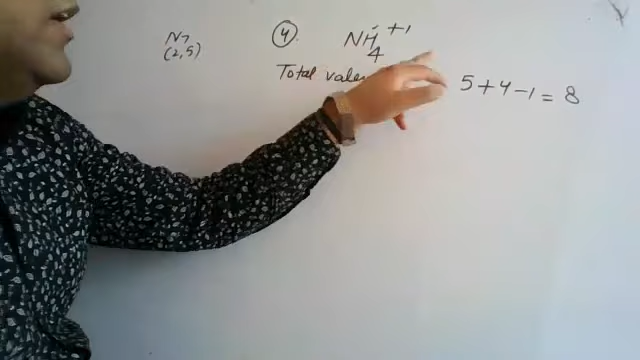 N7
(2,5)
④. NH4+1
Total vale 5+4-1=8